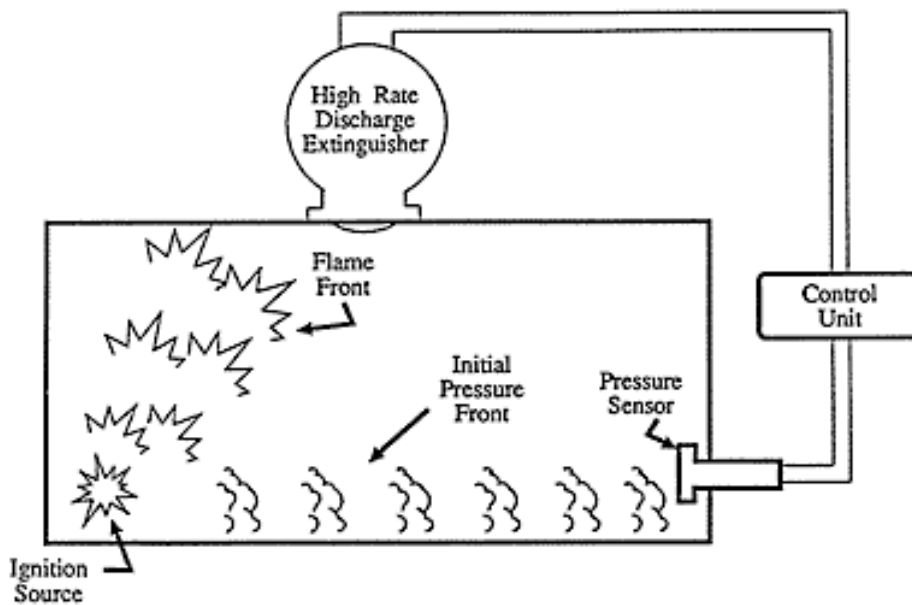 High Rate
Discharge
Extinguisher
Flame
Front
Control
Unit
Initial
Pressure
Front
Pressure
Sensor
Ignition
Source